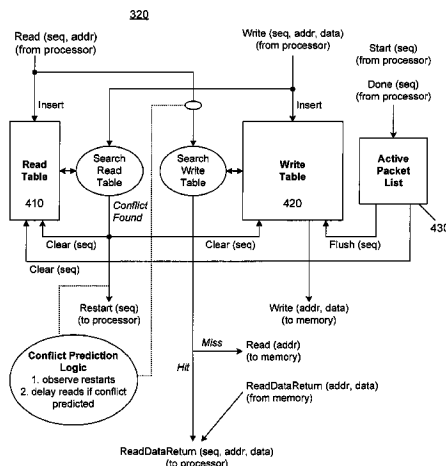 320
Read (seq, addr)
(from processor)
Write (seq, addr, data)
(from processor)
Start (seq)
(from processor)
Done (seq)
(from processor)
Insert
Insert
Read
Table
410
Search
Read
Table
Search
Write
Table
Write
Table
420
Active
Packet
List
430
Conflict
Found
Clear (seq)
Clear (seq)
Flush (seq)
Clear (seq)
Restart (seq)
(to processor)
Write (addr, data)
(to memory)
Conflict Prediction
Logic
1. observe restarts
2. delay reads if conflict
predicted
Miss
Read (addr)
(to memory)
Hit
ReadDataReturn (addr, data)
(from memory)
ReadDataReturn (seq, addr, data)
(to processor)